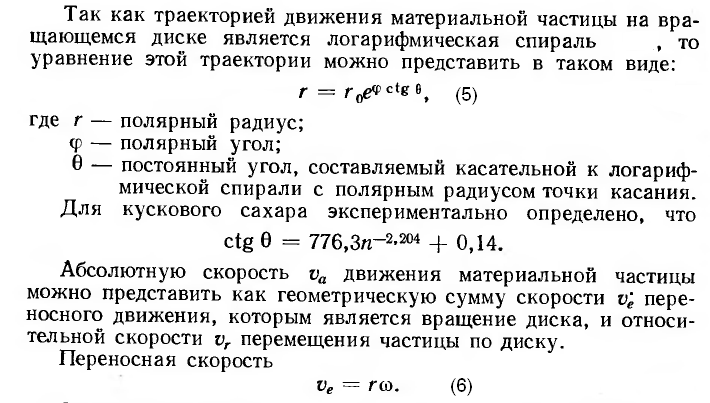 Так как траекторией движения материальной частицы на вра-
щающемся диске является логарифмическая спираль , то
уравнение этой траектории можно представить в таком виде:
r = r₀e^{φ ctg θ}, (5)
где r — полярный радиус;
φ — полярный угол;
θ — постоянный угол, составляемый касательной к логариф-
мической спирали с полярным радиусом точки касания.
Для кускового сахара экспериментально определено, что
ctg θ = 776,3n^{−2,204} + 0,14.
Абсолютную скорость vₐ движения материальной частицы
можно представить как геометрическую сумму скорости vₑ пере-
носного движения, которым является вращение диска, и относи-
тельной скорости vᵣ перемещения частицы по диску.
Переносная скорость
vₑ = rω. (6)